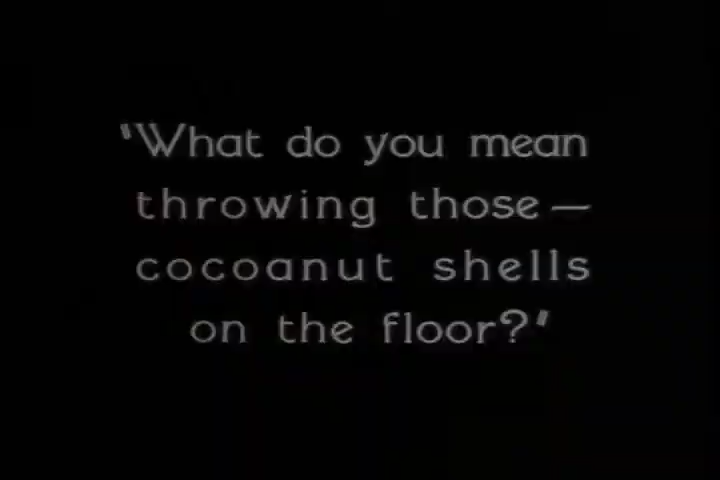 "What do you mean
throwing those—
cocoanut shells
on the floor?"